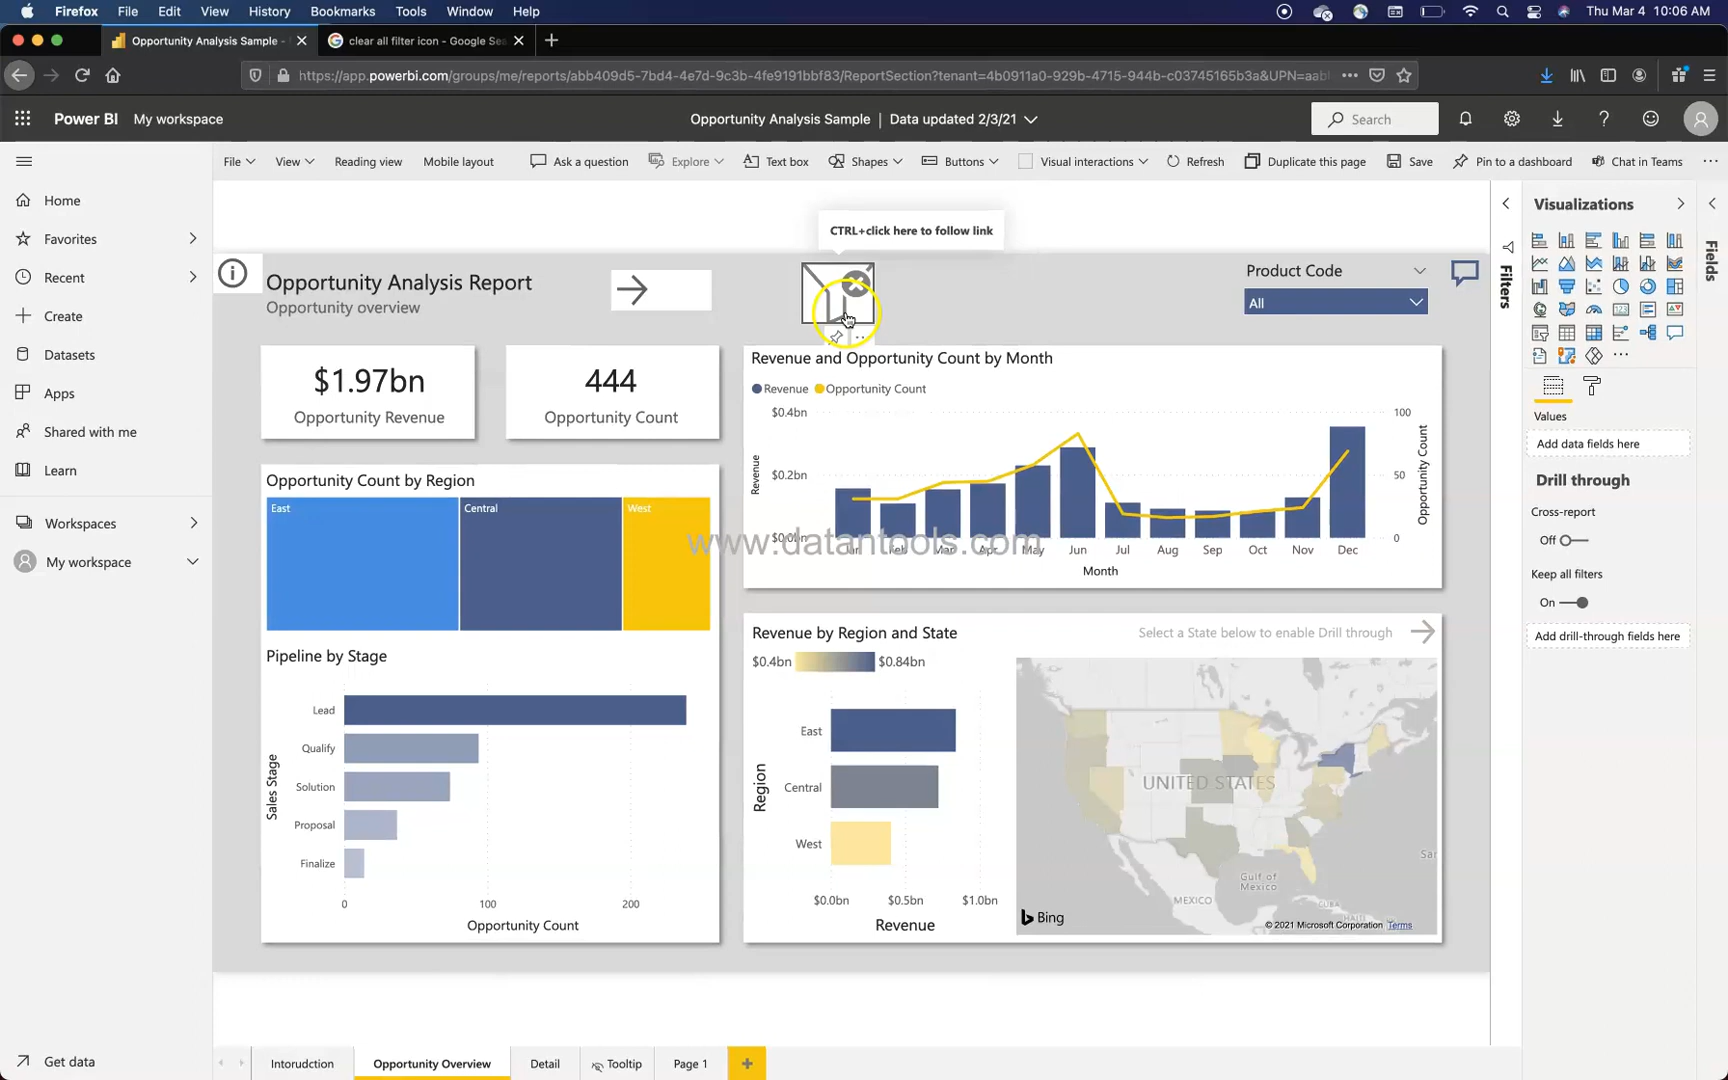 Firefox File Edit View History Bookmarks Tools Window Help Thu Mar 4 10:06 AM
Opportunity Analysis Sample - clear all filter icon - Google Sea
https://app.powerbi.com/groups/me/reports/abb409d5-7bd4-4e7d-9c3b-4fe9191bbf83/ReportSection?tenant=4b0911a0-929b-4715-944b-c03745165b3a&UPN=aabl
Power BI My workspace Opportunity Analysis Sample | Data updated 2/3/21 Search
File View Reading view Mobile layout Ask a question Explore Text box Shapes Buttons Visual interactions Refresh Duplicate this page Save Pin to a dashboard Chat in Teams
Home
Favorites
Recent
Create
Datasets
Apps
Shared with me
Learn
Workspaces
My workspace
Get data
CTRL+click here to follow link
Opportunity Analysis Report
Opportunity overview
Product Code
All
$1.97bn
Opportunity Revenue
444
Opportunity Count
Opportunity Count by Region
East Central West
Pipeline by Stage
Sales Stage
Lead
Qualify
Solution
Proposal
Finalize
0 100 200
Opportunity Count
Revenue and Opportunity Count by Month
Revenue Opportunity Count
$0.4bn 100
$0.2bn 50
$0.0bn 0
Revenue
Opportunity Count
Jan Feb Mar Apr May Jun Jul Aug Sep Oct Nov Dec
Month
www.datantools.com
Revenue by Region and State
Select a State below to enable Drill through
$0.4bn $0.84bn
Region
East
Central
West
$0.0bn $0.5bn $1.0bn
Revenue
UNITED STATES
Sar
Gulf of
Mexico
MEXICO
CUBA
Bing
© 2021 Microsoft Corporation Terms
Filters
Visualizations
Values
Add data fields here
Drill through
Cross-report
Off
Keep all filters
On
Add drill-through fields here
Fields
Intorudction Opportunity Overview Detail Tooltip Page 1